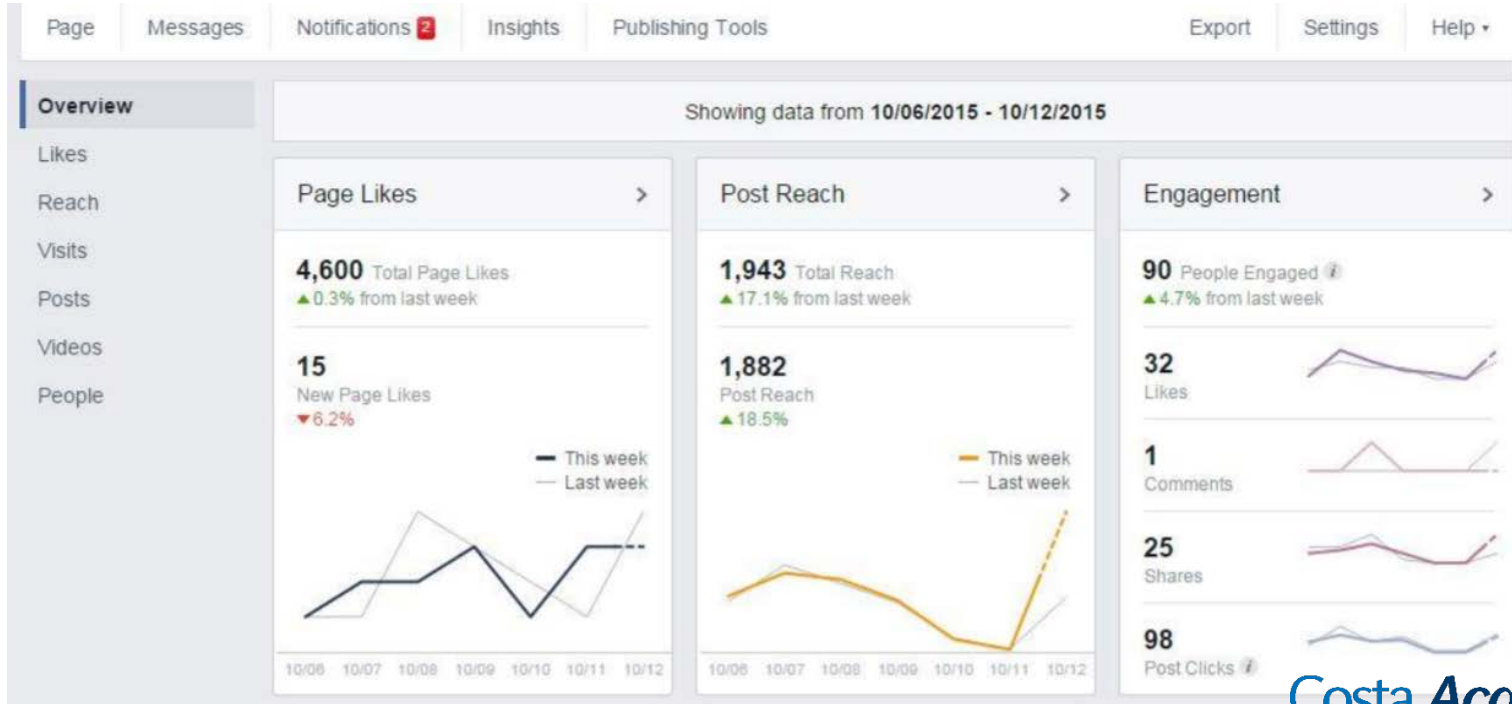 Page Messages Notifications 2 Insights Publishing Tools Export Settings Help
Overview
Likes
Reach
Visits
Posts
Videos
People
Showing data from 10/06/2015 - 10/12/2015
Page Likes
4,600 Total Page Likes
0.3% from last week
15
New Page Likes
6.2%
This week
Last week
10/06 10/07 10/08 10/09 10/10 10/11 10/12
Post Reach
1,943 Total Reach
17.1% from last week
1,882
Post Reach
18.5%
This week
Last week
10/06 10/07 10/08 10/09 10/10 10/11 10/12
Engagement
90 People Engaged i
4.7% from last week
32
Likes
1
Comments
25
Shares
98
Post Clicks i
Costa